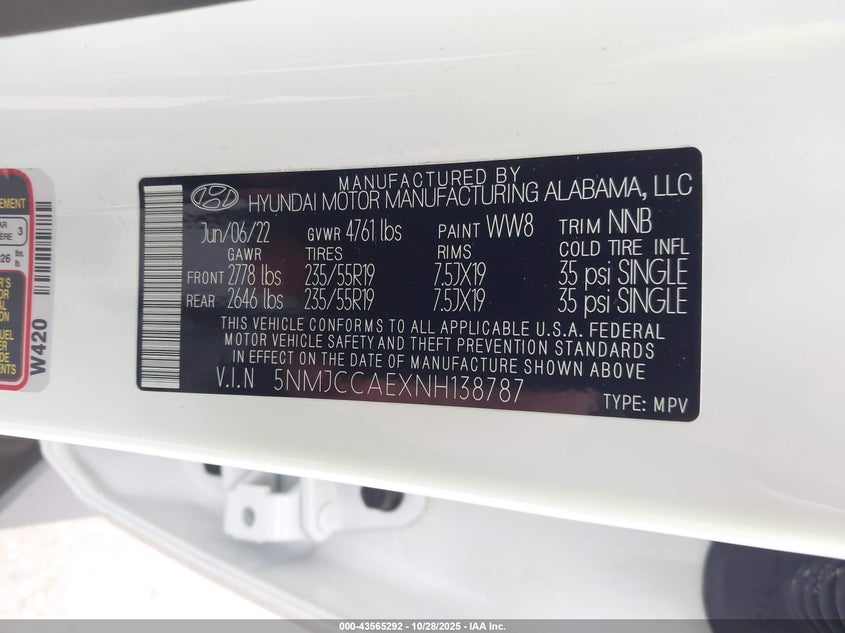 MANUFACTURED BY
HYUNDAI MOTOR MANUFACTURING ALABAMA, LLC
Jun/06/22 GVWR 4761 lbs PAINT WW8 TRIM NNB
GAWR TIRES RIMS COLD TIRE INFL
FRONT 2778 lbs 235/55R19 7.5JX19 35 psi SINGLE
REAR 2646 lbs 235/55R19 7.5JX19 35 psi SINGLE
THIS VEHICLE CONFORMS TO ALL APPLICABLE U.S.A. FEDERAL
MOTOR VEHICLE SAFETY AND THEFT PREVENTION STANDARDS
IN EFFECT ON THE DATE OF MANUFACTURE SHOWN ABOVE
V.I.N 5NMJCCAEXNH138787
TYPE: MPV
W420
000-43565292 - 10/28/2025 - IAA Inc.